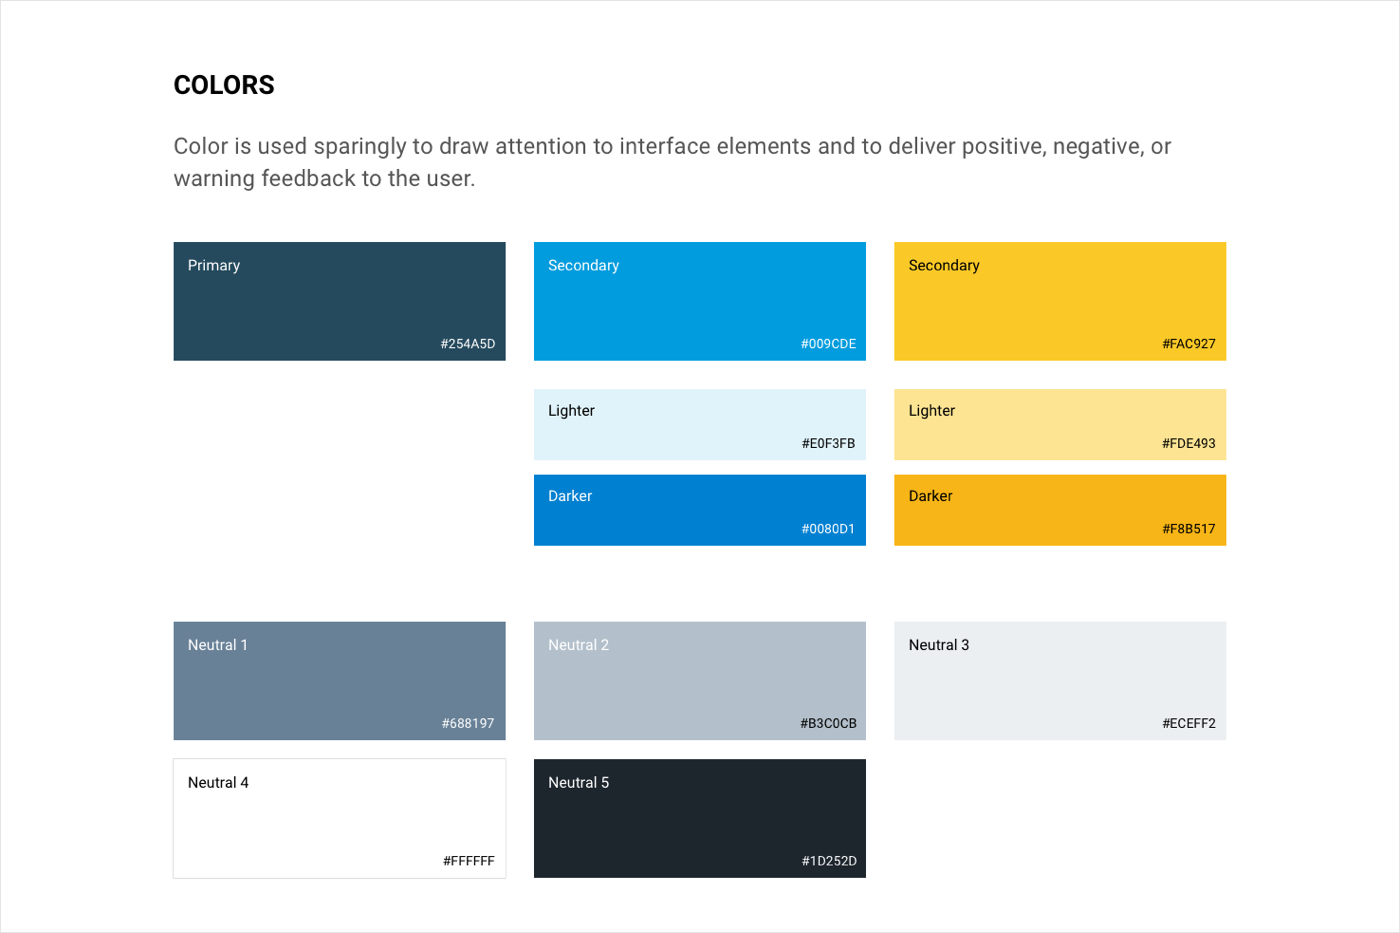 COLORS
Color is used sparingly to draw attention to interface elements and to deliver positive, negative, or
warning feedback to the user.
Primary
#254A5D
Secondary
#009CDE
Secondary
#FAC927
Lighter
#E0F3FB
Lighter
#FDE493
Darker
#0080D1
Darker
#F8B517
Neutral 1
#688197
Neutral 2
#B3C0CB
Neutral 3
#ECEFF2
Neutral 4
#FFFFFF
Neutral 5
#1D252D